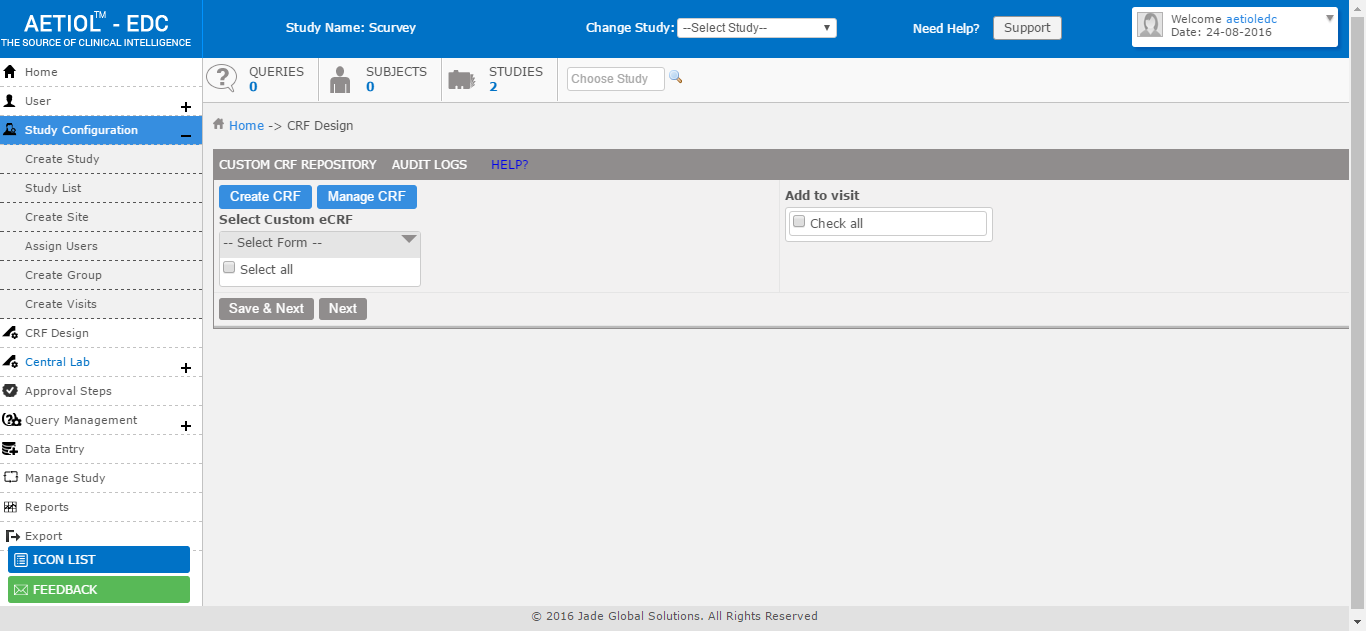 AETIOL™ - EDC
THE SOURCE OF CLINICAL INTELLIGENCE
Study Name: Scurvey
Change Study: --Select Study--
Need Help? Support
Welcome aetioledc
Date: 24-08-2016
Home
User
Study Configuration
Create Study
Study List
Create Site
Assign Users
Create Group
Create Visits
CRF Design
Central Lab
Approval Steps
Query Management
Data Entry
Manage Study
Reports
Export
ICON LIST
FEEDBACK
QUERIES
0
SUBJECTS
0
STUDIES
2
Choose Study
Home -> CRF Design
CUSTOM CRF REPOSITORY AUDIT LOGS HELP?
Create CRF Manage CRF
Select Custom eCRF
-- Select Form --
Select all
Add to visit
Check all
Save & Next Next
© 2016 Jade Global Solutions. All Rights Reserved